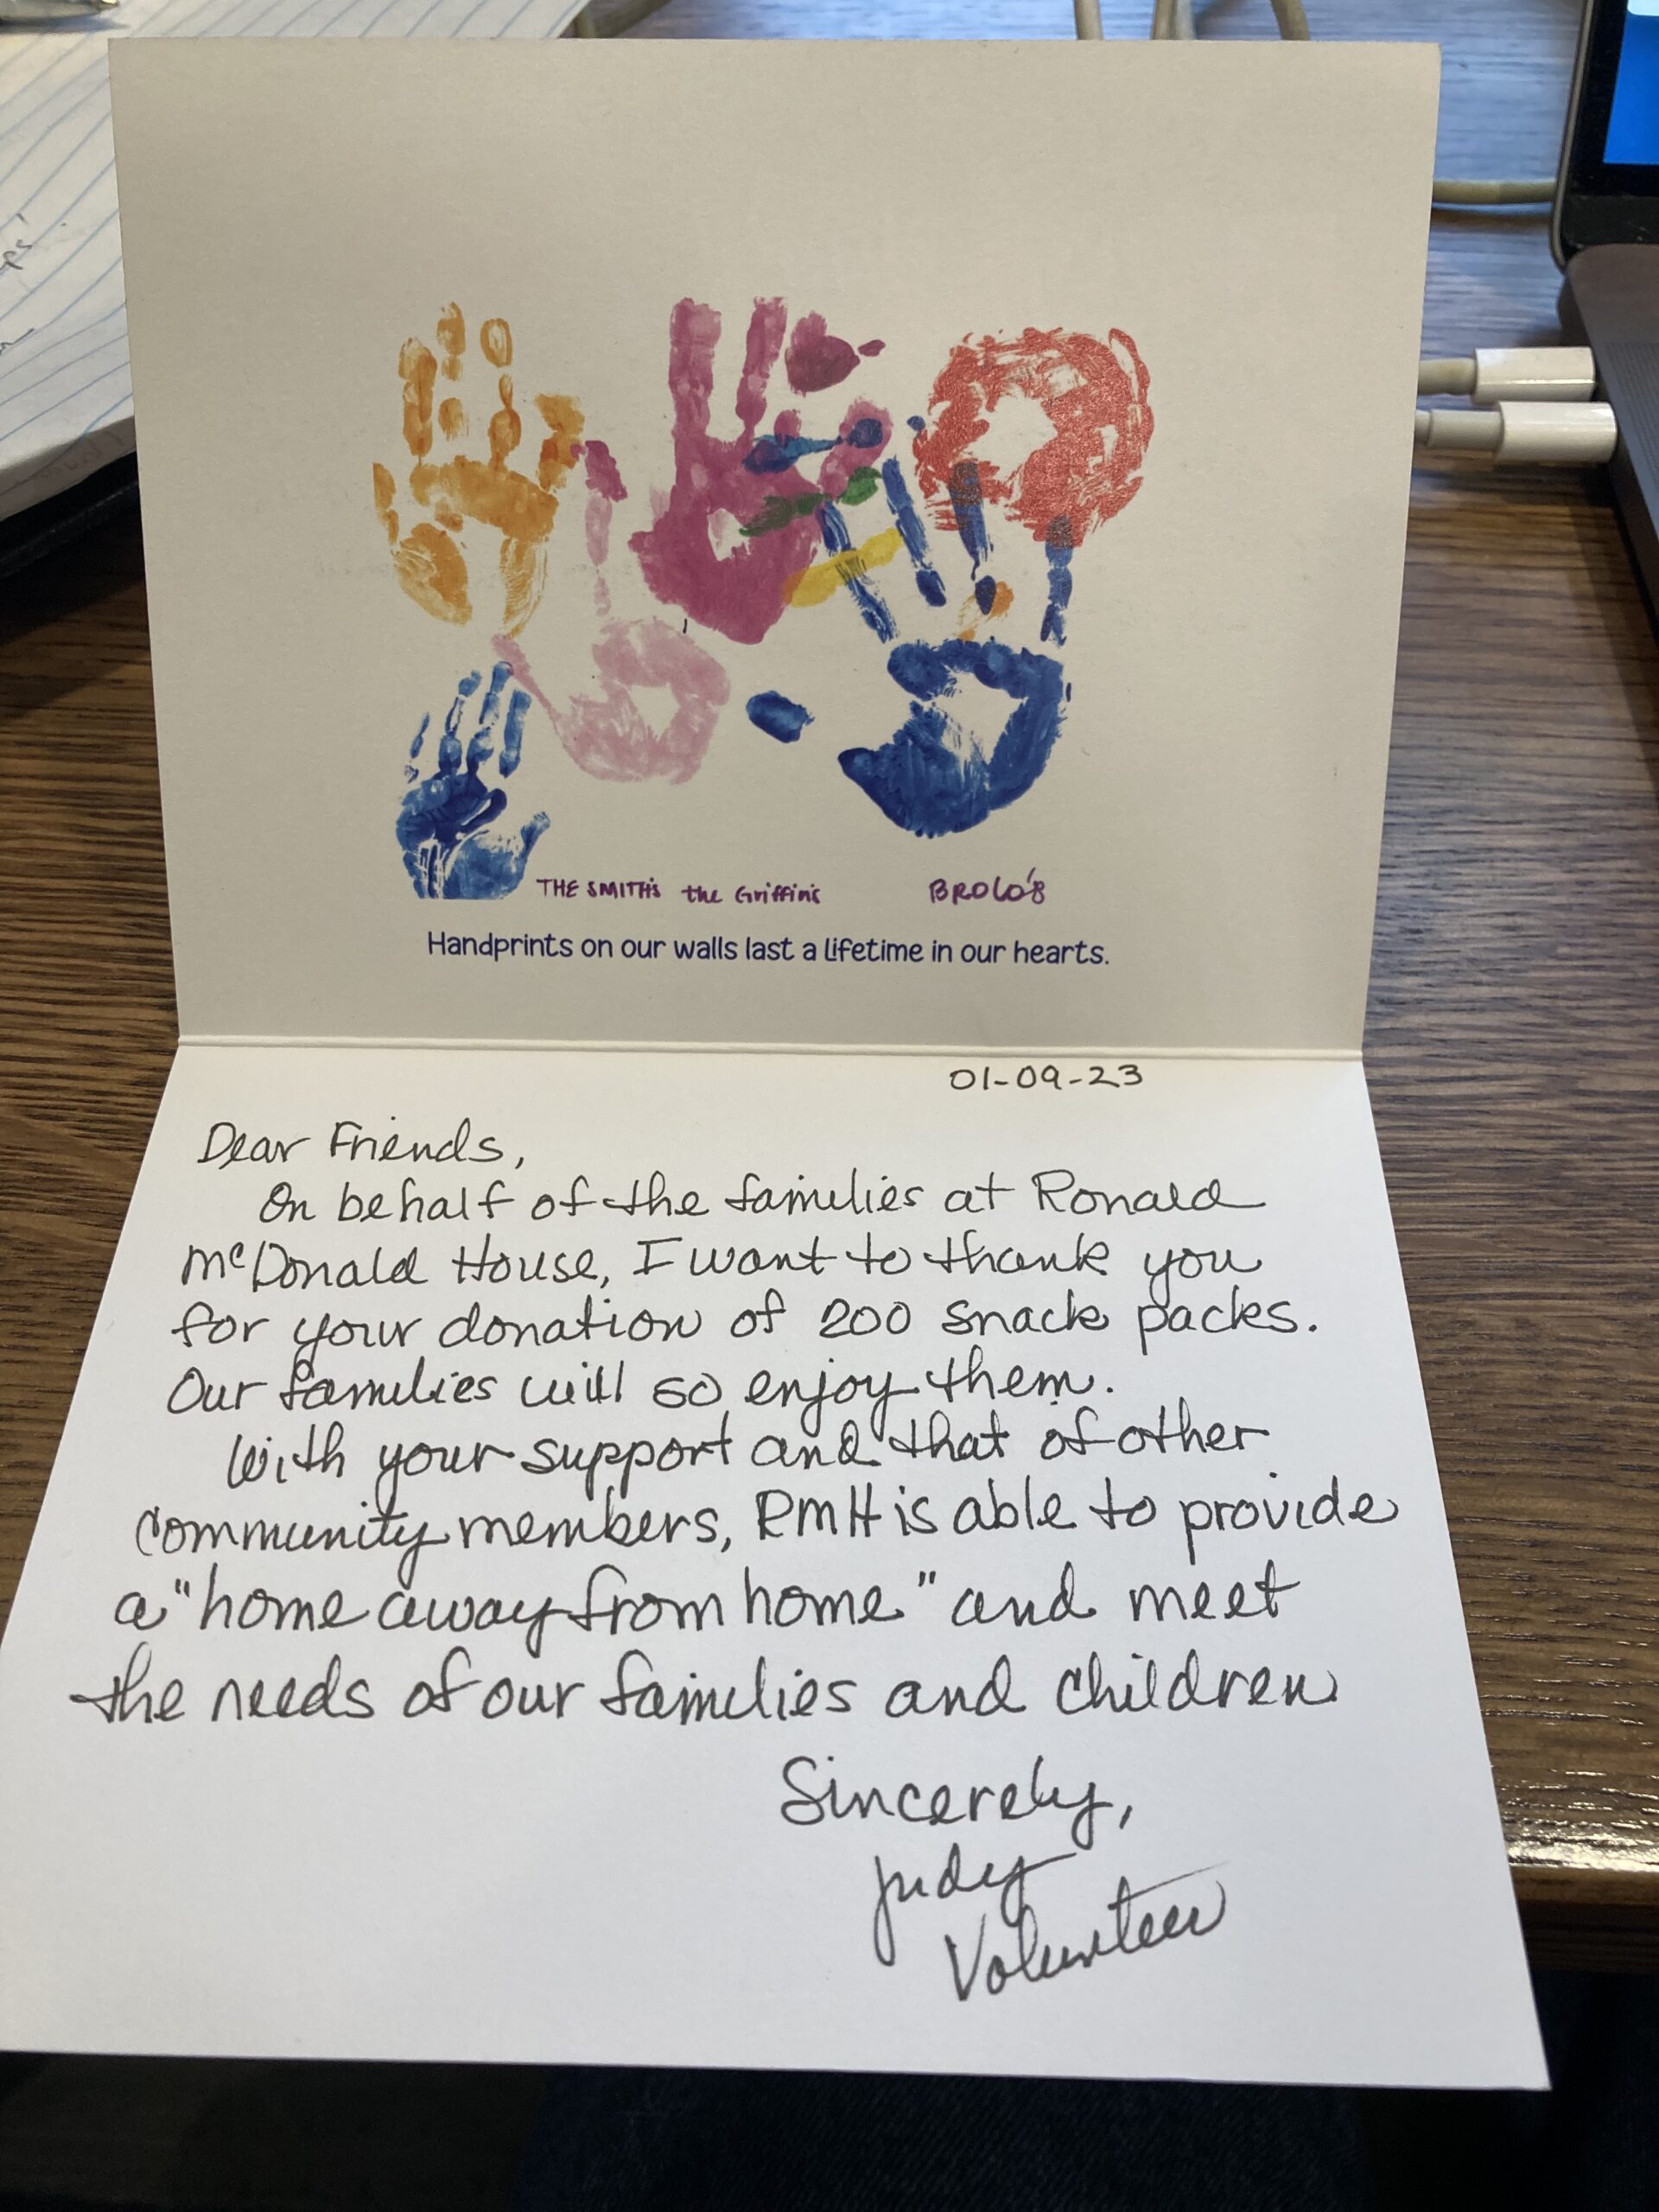 THE SMITH's the Griffin's BROLO's
Handprints on our walls last a lifetime in our hearts.
01-09-23
Dear Friends,
On behalf of the families at Ronald
McDonald House, I want to thank you
for your donation of 200 snack packs.
Our families will so enjoy them.
With your support and that of other
community members, RMH is able to provide
a "home away from home" and meet
the needs of our families and children
Sincerely,
Judy
Volunteer